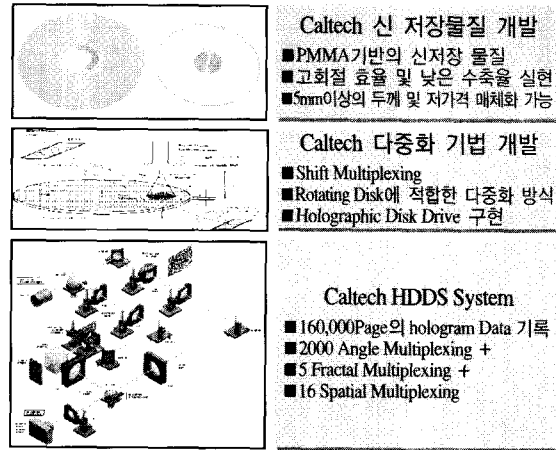 Caltech 신 저장물질 개발
■PMMA기반의 신저장 물질
■고회절 효율 및 낮은 수축율 실현
■5mm이상의 두께 및 저가격 매체화 가능
Caltech 다중화 기법 개발
■Shift Multiplexing
■Rotating Disk에 적합한 다중화 방식
■Holographic Disk Drive 구현
Caltech HDDS System
■160,000Page의 hologram Data 기록
■2000 Angle Multiplexing +
■5 Fractal Multiplexing +
■16 Spatial Multiplexing